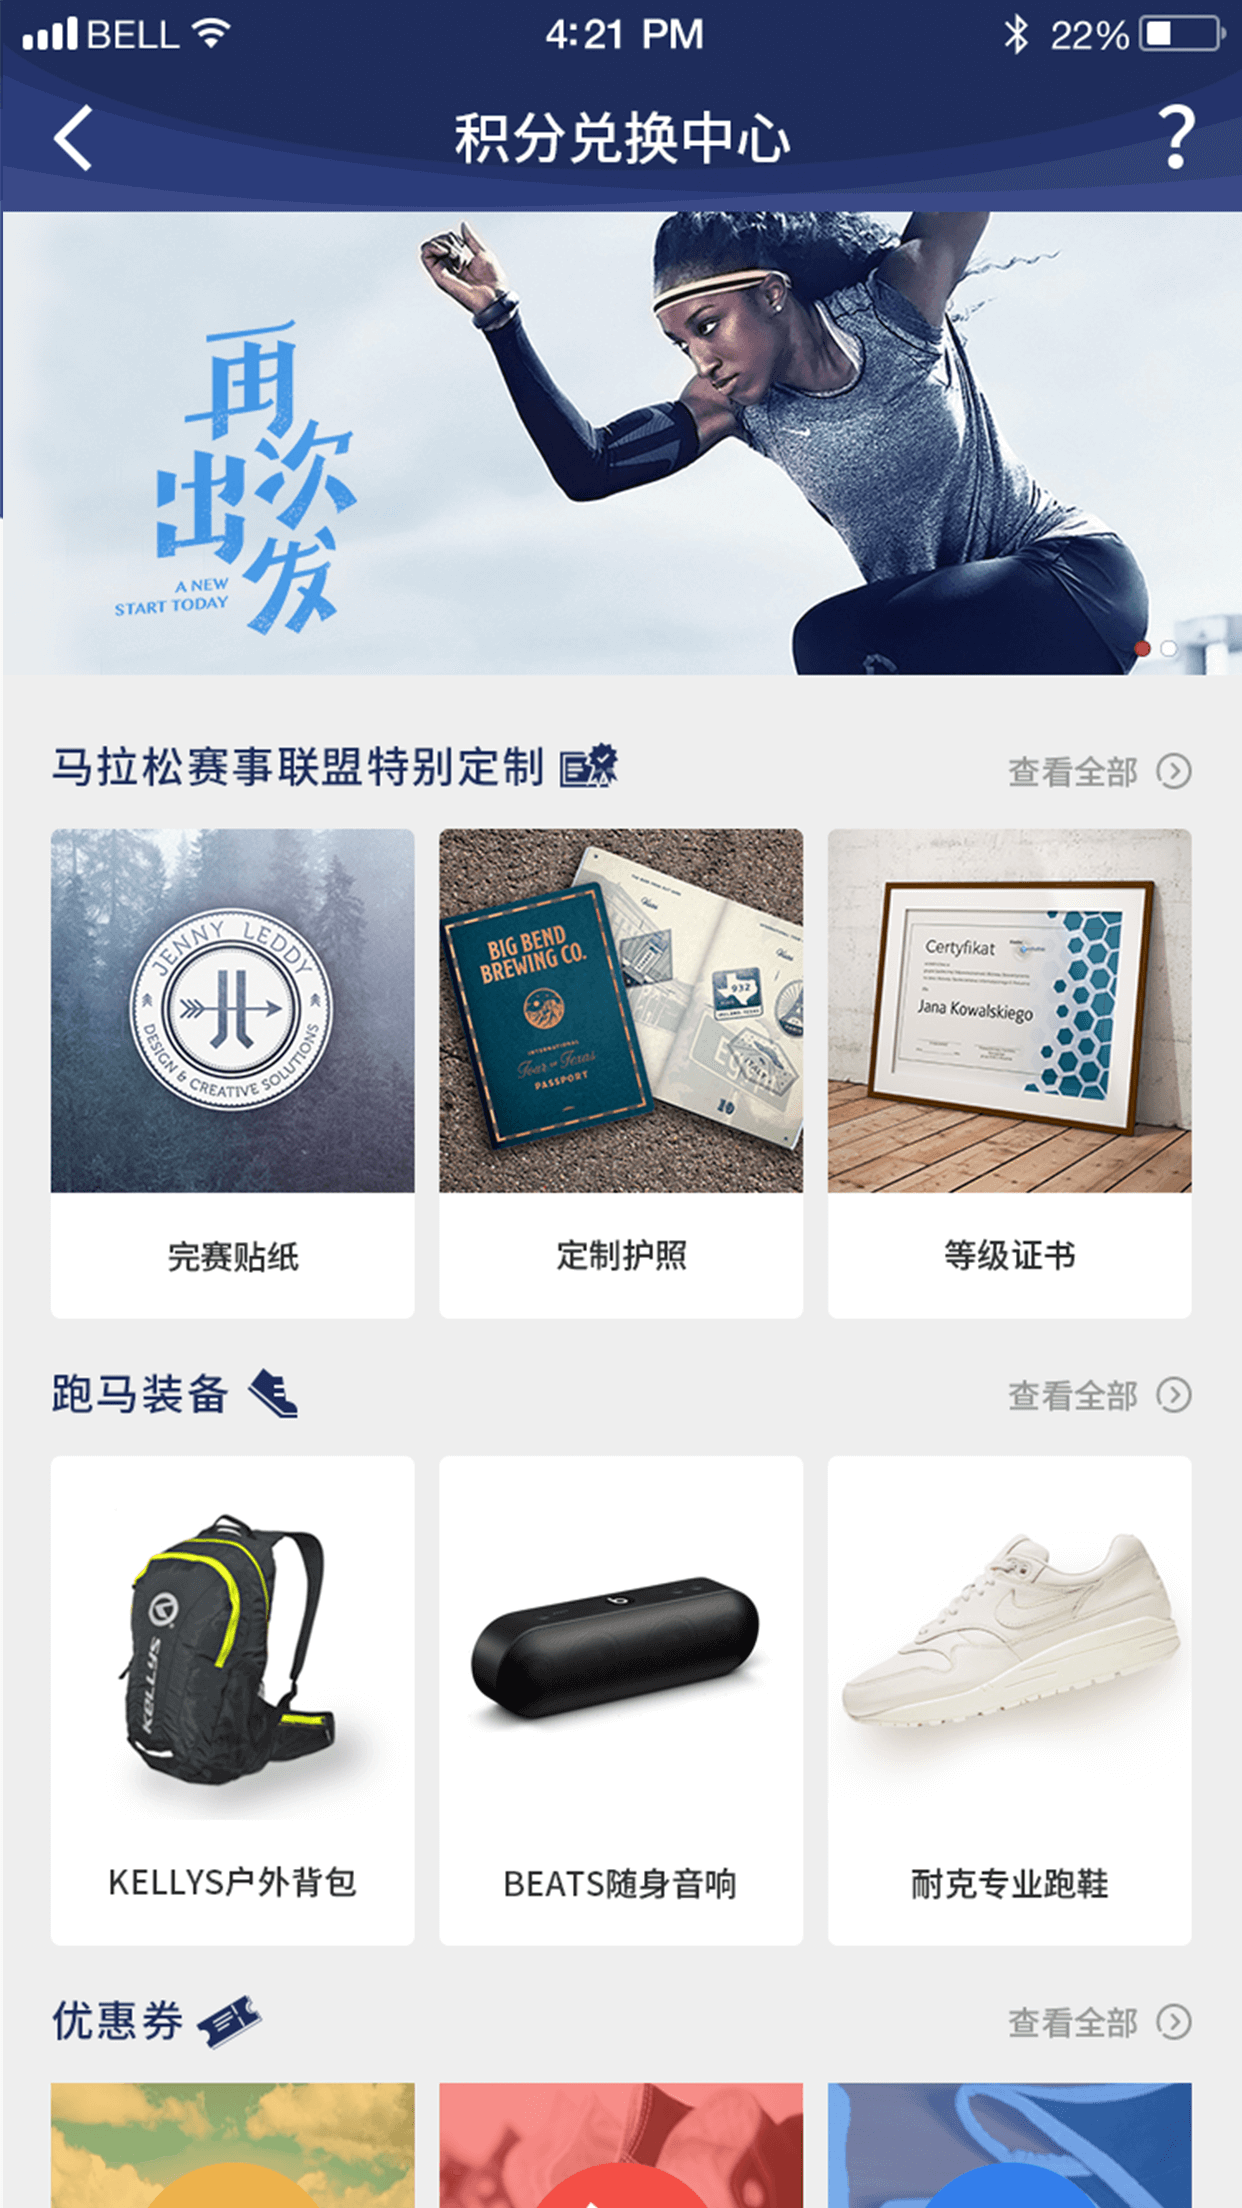 BELL
4:21 PM
22%
积分兑换中心
?
再次出发
A NEW
START TODAY
马拉松赛事联盟特别定制
查看全部
JENNY LEDDY
DESIGN & CREATIVE SOLUTIONS
BIG BEND
BREWING CO.
INTERNATIONAL
Tour of Texas
PASSPORT
932
10
Certyfikat
Jana Kowalskiego
完赛贴纸
定制护照
等级证书
跑马装备
查看全部
KELLYS
KELLYS户外背包
BEATS随身音响
耐克专业跑鞋
优惠券
查看全部